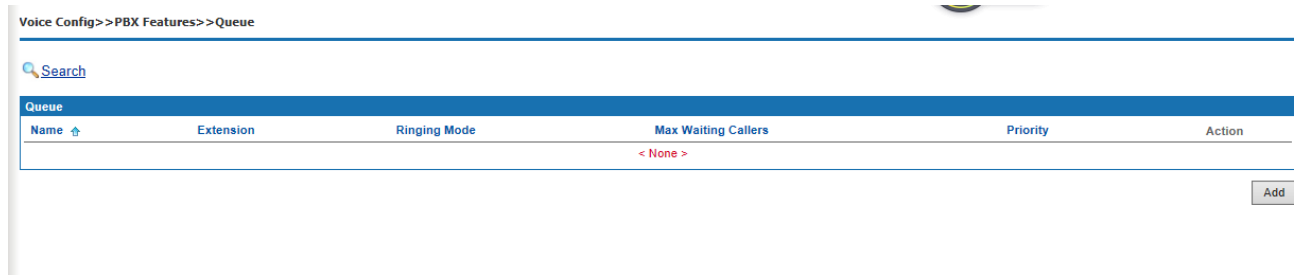 Voice Config>>PBX Features>>Queue
Search
Queue
Name Extension Ringing Mode Max Waiting Callers Priority Action
< None >
Add